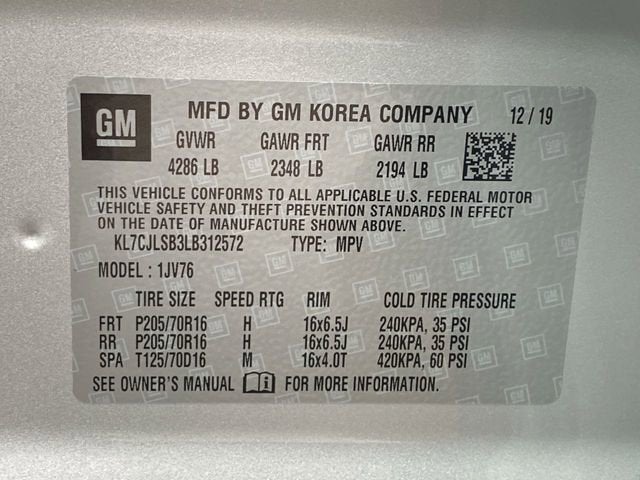 GM
MFD BY GM KOREA COMPANY 12 / 19
GVWR GAWR FRT GAWR RR
4286 LB 2348 LB 2194 LB
THIS VEHICLE CONFORMS TO ALL APPLICABLE U.S. FEDERAL MOTOR
VEHICLE SAFETY AND THEFT PREVENTION STANDARDS IN EFFECT
ON THE DATE OF MANUFACTURE SHOWN ABOVE.
KL7CJLSB3LB312572 TYPE: MPV
MODEL : 1JV76
TIRE SIZE SPEED RTG RIM COLD TIRE PRESSURE
FRT P205/70R16 H 16x6.5J 240KPA, 35 PSI
RR P205/70R16 H 16x6.5J 240KPA, 35 PSI
SPA T125/70D16 M 16x4.0T 420KPA, 60 PSI
SEE OWNER'S MANUAL FOR MORE INFORMATION.